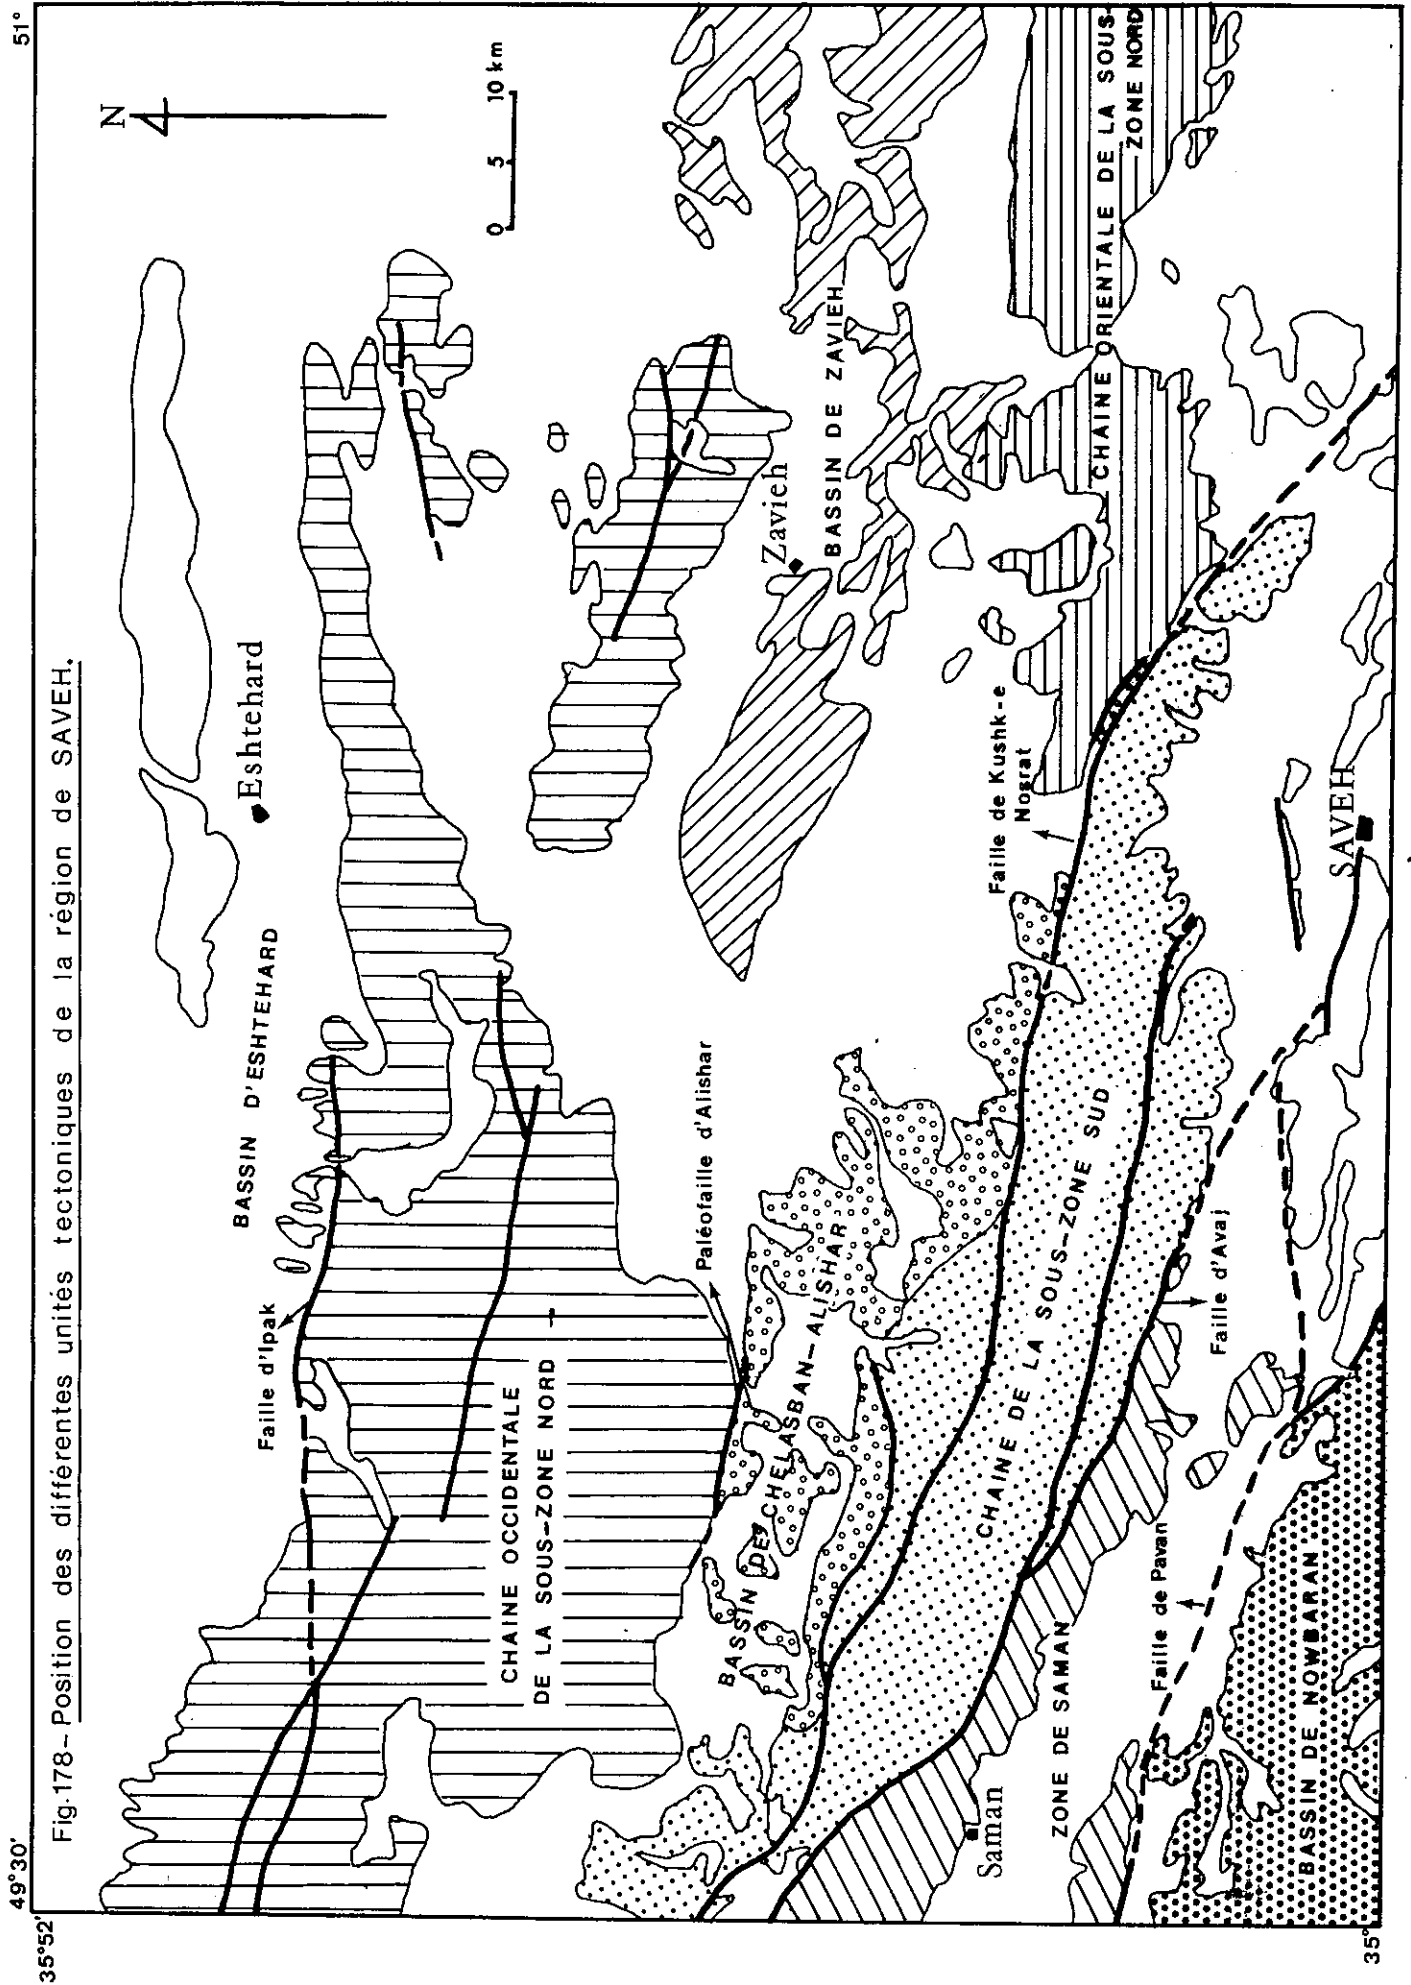 49°30'
51°
35°52'
Fig.178–Position des différentes unités tectoniques de la région de SAVEH.
N
0 5 10 km
Eshtehard
BASSIN D'ESHTEHARD
Faille d'Ipak
CHAINE OCCIDENTALE
DE LA SOUS-ZONE NORD
Paléofaille d'Alishar
Zavieh
BASSIN DE ZAVIEH
BASSIN DE CHELASBAN-ALISHAR
Faille de Kushk-e
Nosrat
CHAINE ORIENTALE DE LA SOUS-
ZONE NORD
CHAINE DE LA SOUS-ZONE SUD
Saman
ZONE DE SAMAN
Faille d'Avaj
Faille de Pavan
SAVEH
BASSIN DE NOWBARAN
35°